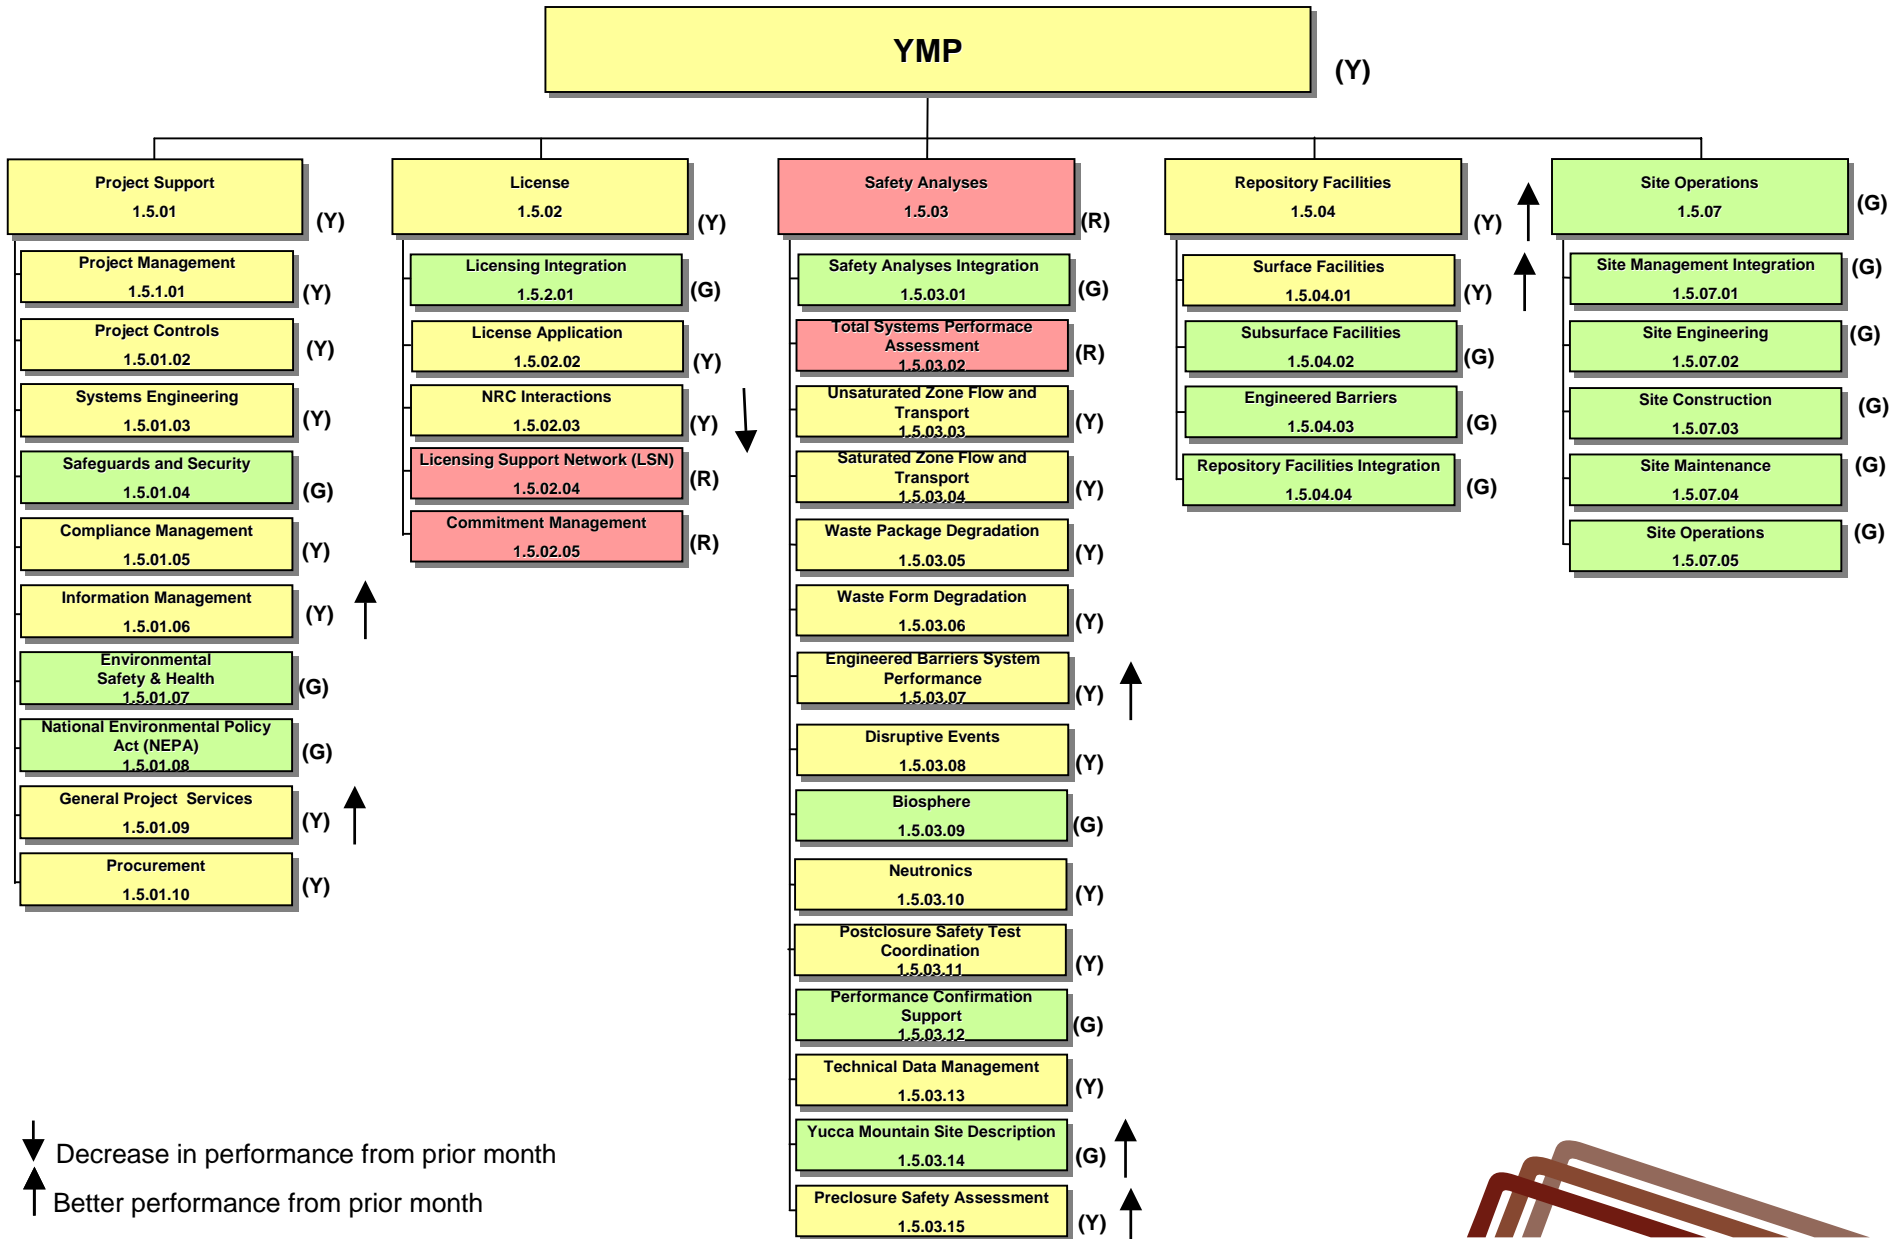 YMP
(Y)
Project Support
1.5.01
(Y)
Project Management
1.5.1.01
(Y)
Project Controls
1.5.01.02
(Y)
Systems Engineering
1.5.01.03
(Y)
Safeguards and Security
1.5.01.04
(G)
Compliance Management
1.5.01.05
(Y)
Information Management
1.5.01.06
(Y)
Environmental
Safety & Health
1.5.01.07
(G)
National Environmental Policy
Act (NEPA)
1.5.01.08
(G)
General Project Services
1.5.01.09
(Y)
Procurement
1.5.01.10
(Y)
License
1.5.02
(Y)
Licensing Integration
1.5.2.01
(G)
License Application
1.5.02.02
(Y)
NRC Interactions
1.5.02.03
(Y)
Licensing Support Network (LSN)
1.5.02.04
(R)
Commitment Management
1.5.02.05
(R)
Safety Analyses
1.5.03
(R)
Safety Analyses Integration
1.5.03.01
(G)
Total Systems Performace
Assessment
1.5.03.02
(R)
Unsaturated Zone Flow and
Transport
1.5.03.03
(Y)
Saturated Zone Flow and
Transport
1.5.03.04
(Y)
Waste Package Degradation
1.5.03.05
(Y)
Waste Form Degradation
1.5.03.06
(Y)
Engineered Barriers System
Performance
1.5.03.07
(Y)
Disruptive Events
1.5.03.08
(Y)
Biosphere
1.5.03.09
(G)
Neutronics
1.5.03.10
(Y)
Postclosure Safety Test
Coordination
1.5.03.11
(Y)
Performance Confirmation
Support
1.5.03.12
(G)
Technical Data Management
1.5.03.13
(Y)
Yucca Mountain Site Description
1.5.03.14
(G)
Preclosure Safety Assessment
1.5.03.15
(Y)
Repository Facilities
1.5.04
(Y)
Surface Facilities
1.5.04.01
(Y)
Subsurface Facilities
1.5.04.02
(G)
Engineered Barriers
1.5.04.03
(G)
Repository Facilities Integration
1.5.04.04
(G)
Site Operations
1.5.07
(G)
Site Management Integration
1.5.07.01
(G)
Site Engineering
1.5.07.02
(G)
Site Construction
1.5.07.03
(G)
Site Maintenance
1.5.07.04
(G)
Site Operations
1.5.07.05
(G)
Decrease in performance from prior month
Better performance from prior month